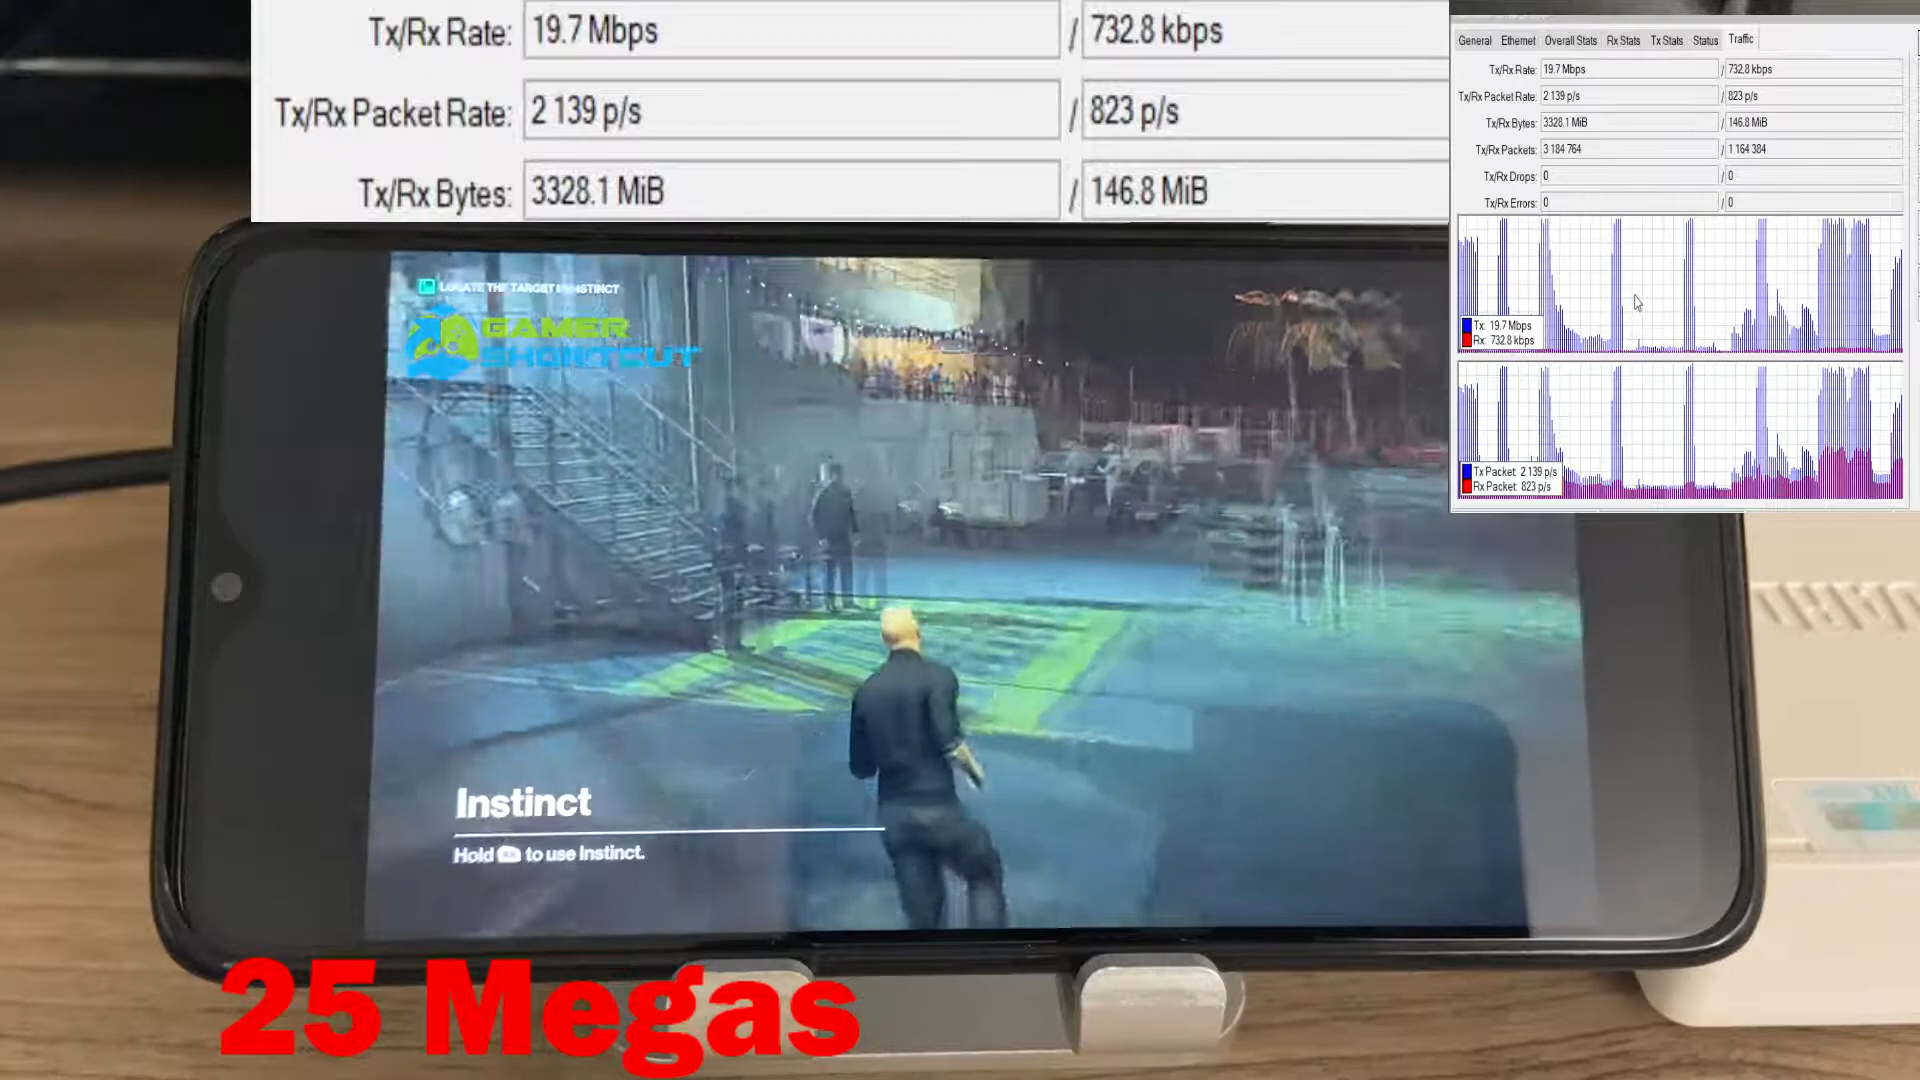 Tx/Rx Rate: 19.7 Mbps / 732.8 kbps
Tx/Rx Packet Rate: 2 139 p/s / 823 p/s
Tx/Rx Bytes: 3328.1 MiB / 146.8 MiB
General Ethernet Overall Stats Rx Stats Tx Stats Status Traffic
Tx/Rx Rate: 19.7 Mbps / 732.8 kbps
Tx/Rx Packet Rate: 2 139 p/s / 823 p/s
Tx/Rx Bytes: 3328.1 MiB / 146.8 MiB
Tx/Rx Packets: 3 184 764 / 1 164 384
Tx/Rx Drops: 0 / 0
Tx/Rx Errors: 0 / 0
Tx: 19.7 Mbps
Rx: 732.8 kbps
Tx Packet: 2 139 p/s
Rx Packet: 823 p/s
LOCATE THE TARGET IN INSTINCT
GAMER
SHORTCUT
Instinct
Hold to use Instinct.
25 Megas